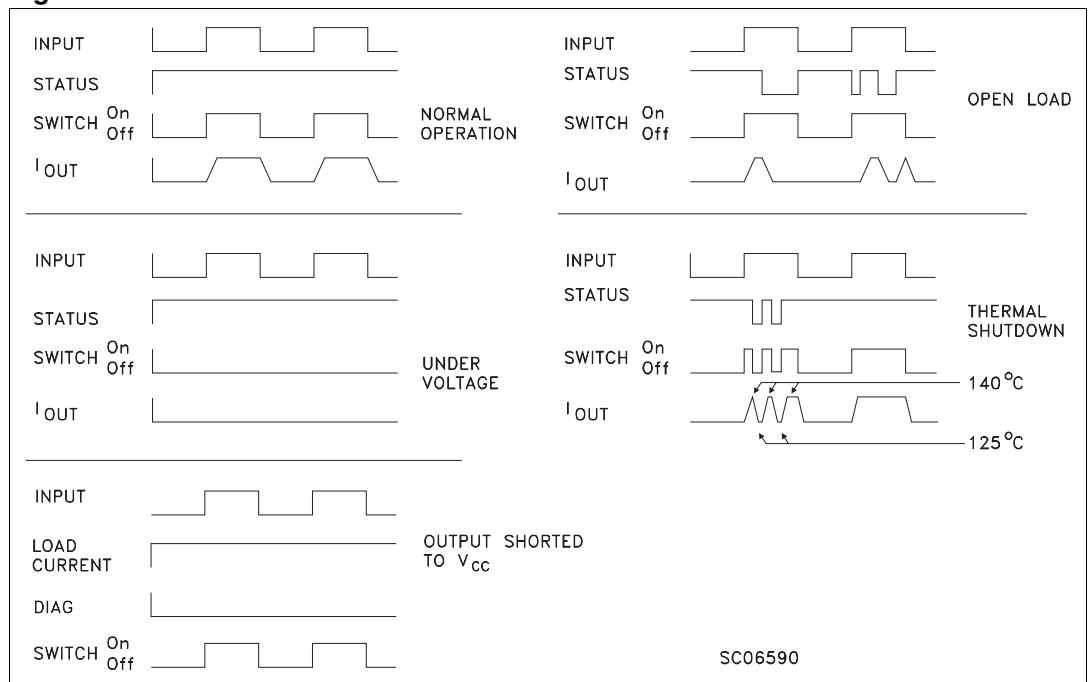 INPUT
STATUS
SWITCH On
Off
I OUT
NORMAL
OPERATION
INPUT
STATUS
SWITCH On
Off
I OUT
OPEN LOAD
INPUT
STATUS
SWITCH On
Off
I OUT
UNDER
VOLTAGE
INPUT
STATUS
SWITCH On
Off
I OUT
THERMAL
SHUTDOWN
140 °C
125 °C
INPUT
LOAD
CURRENT
DIAG
SWITCH On
Off
OUTPUT SHORTED
TO VCC
SC06590